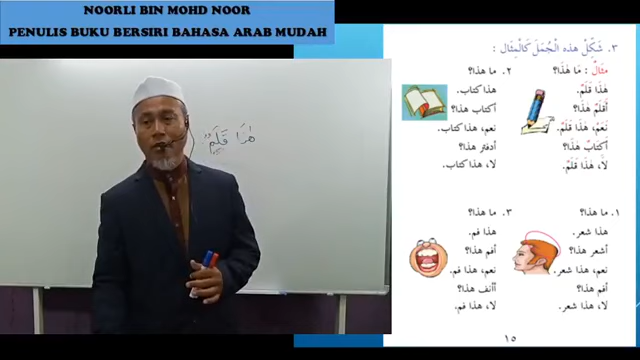 NOORLI BIN MOHD NOOR
PENULIS BUKU BERSIRI BAHASA ARAB MUDAH
هٰذَا قَلَمٌ
٣. شَكِّلْ هذه الْجُمَلَ كَالْمِثَال :
مثَالٌ : مَا هٰذَا؟
هٰذَا قَلَمٌ.
أَقَلَمٌ هٰذَا؟
نَعَمْ، هٰذَا قَلَمٌ.
أَكِتَابٌ هٰذَا؟
لَا، هٰذَا قَلَمٌ.
٢. ما هذا؟
هذا كتاب.
أكتاب هذا؟
نعم، هذا كتاب.
أدفتر هذا؟
لا، هذا كتاب.
١. ما هذا؟
هذا شعر.
أشعر هذا؟
نعم، هذا شعر.
أفم هذا؟
لا، هذا شعر.
٣. ما هذا؟
هذا فم.
أفم هذا؟
نعم، هذا فم.
أأنف هذا؟
لا، هذا فم.
١٥